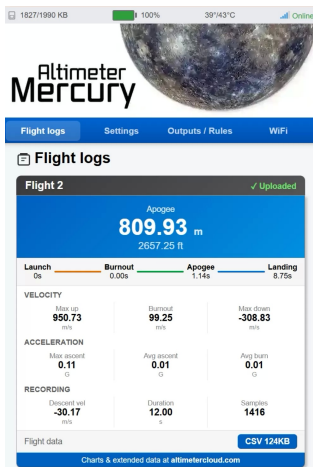 1827/1990 KB 100% 39°/43°C Online
Altimeter
Mercury
Flight logs Settings Outputs / Rules WiFi
Flight logs
Flight 2 ✓ Uploaded
Apogee
809.93 m
2657.25 ft
Launch Burnout Apogee Landing
0s 0.00s 1.14s 8.75s
VELOCITY
Max up Burnout Max down
950.73 99.25 -308.83
m/s m/s m/s
ACCELERATION
Max ascent Avg ascent Avg burn
0.11 0.01 0.01
G G G
RECORDING
Descent vel Duration Samples
-30.17 12.00 1416
m/s s
Flight data CSV 124KB
Charts & extended data at altimetercloud.com